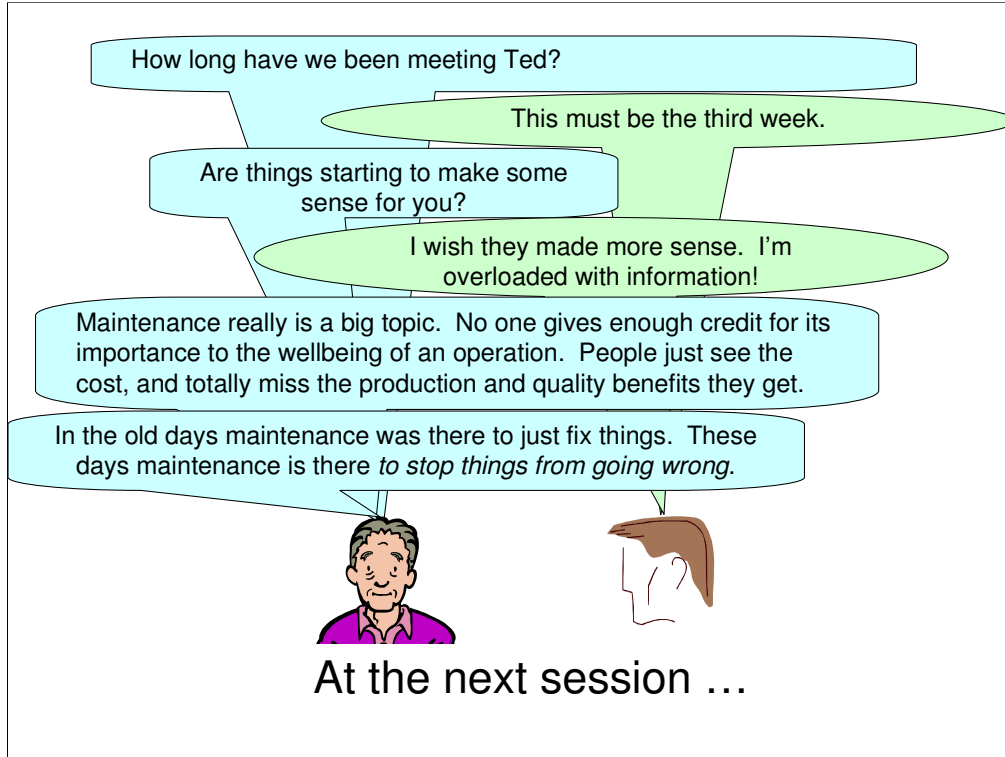 How long have we been meeting Ted?
This must be the third week.
Are things starting to make some
sense for you?
I wish they made more sense.  I’m
overloaded with information!
Maintenance really is a big topic.  No one gives enough credit for its
importance to the wellbeing of an operation.  People just see the
cost, and totally miss the production and quality benefits they get.
In the old days maintenance was there to just fix things.  These
days maintenance is there to stop things from going wrong.
At the next session …